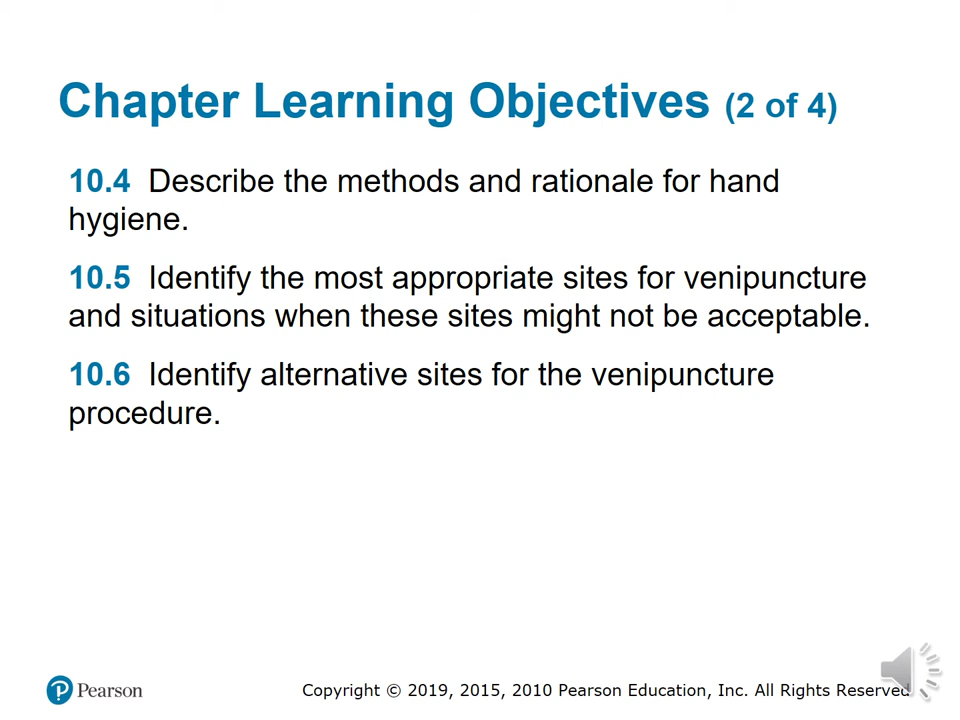 Chapter Learning Objectives (2 of 4)
10.4 Describe the methods and rationale for hand
hygiene.
10.5 Identify the most appropriate sites for venipuncture
and situations when these sites might not be acceptable.
10.6 Identify alternative sites for the venipuncture
procedure.
Pearson
Copyright © 2019, 2015, 2010 Pearson Education, Inc. All Rights Reserved